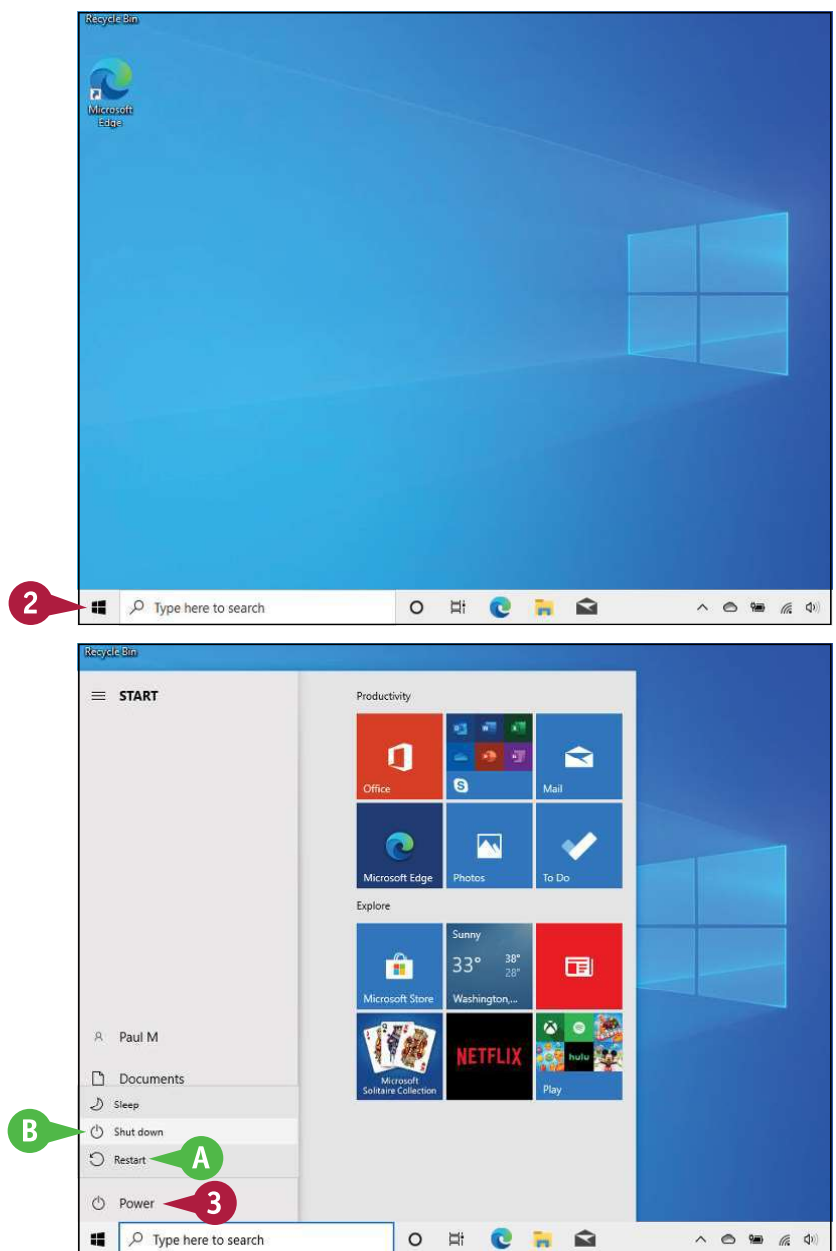 Recycle Bin
Microsoft
Edge
2
Type here to search
Recycle Bin
START
Productivity
Office
Mail
Microsoft Edge
Photos
To Do
Explore
Microsoft Store
Sunny
33°
38°
28°
Washington,...
Microsoft
Solitaire Collection
NETFLIX
hulu
Play
Paul M
Documents
Sleep
B
Shut down
Restart
A
Power
3
Type here to search